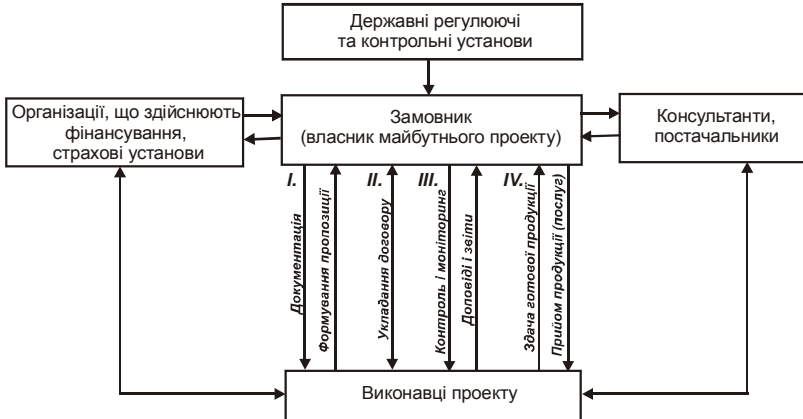 Державні регулюючі
та контрольні установи
Організації, що здійснюють
фінансування,
страхові установи
Замовник
(власник майбутнього проекту)
Консультанти,
постачальники
I.
II.
III.
IV.
Документація
Формування пропозиції
Укладання договору
Контроль і моніторинг
Доповіді і звіти
Здача готової продукції
Прийом продукції (послуг)
Виконавці проекту